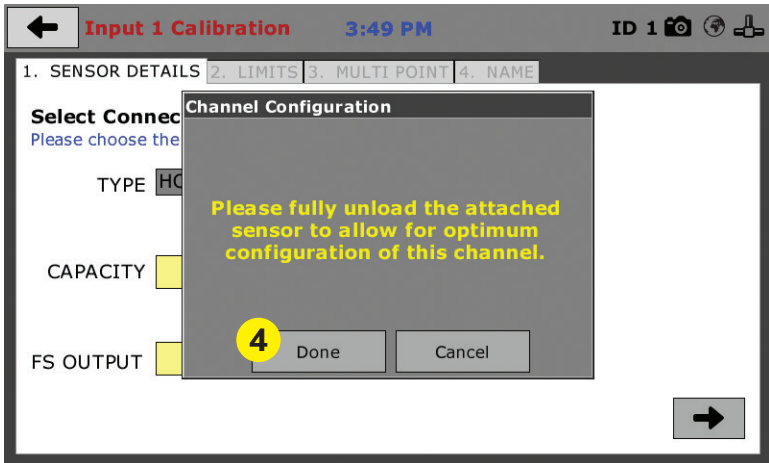 Input 1 Calibration 3:49 PM ID 1
1. SENSOR DETAILS 2. LIMITS 3. MULTI POINT 4. NAME
Select Connec
Please choose the
Channel Configuration
TYPE HO
Please fully unload the attached
sensor to allow for optimum
configuration of this channel.
CAPACITY
4 Done Cancel
FS OUTPUT